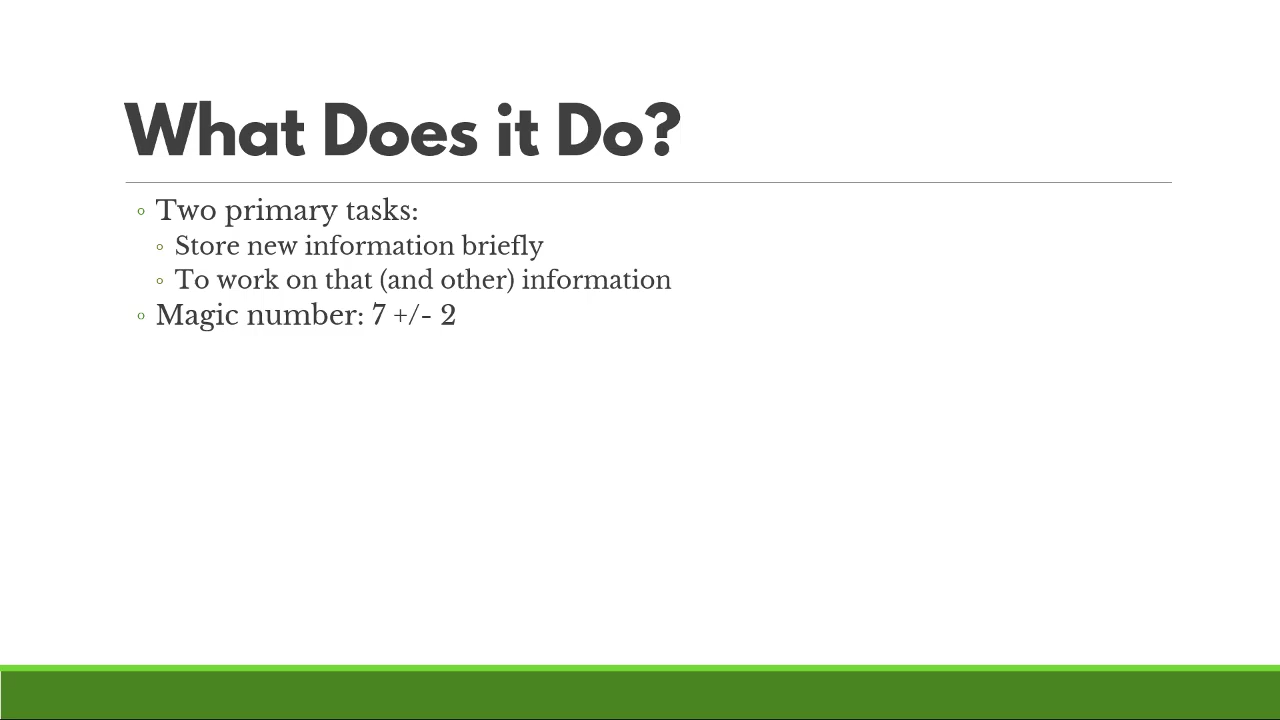 What Does it Do?
Two primary tasks:
Store new information briefly
To work on that (and other) information
Magic number: 7 +/- 2